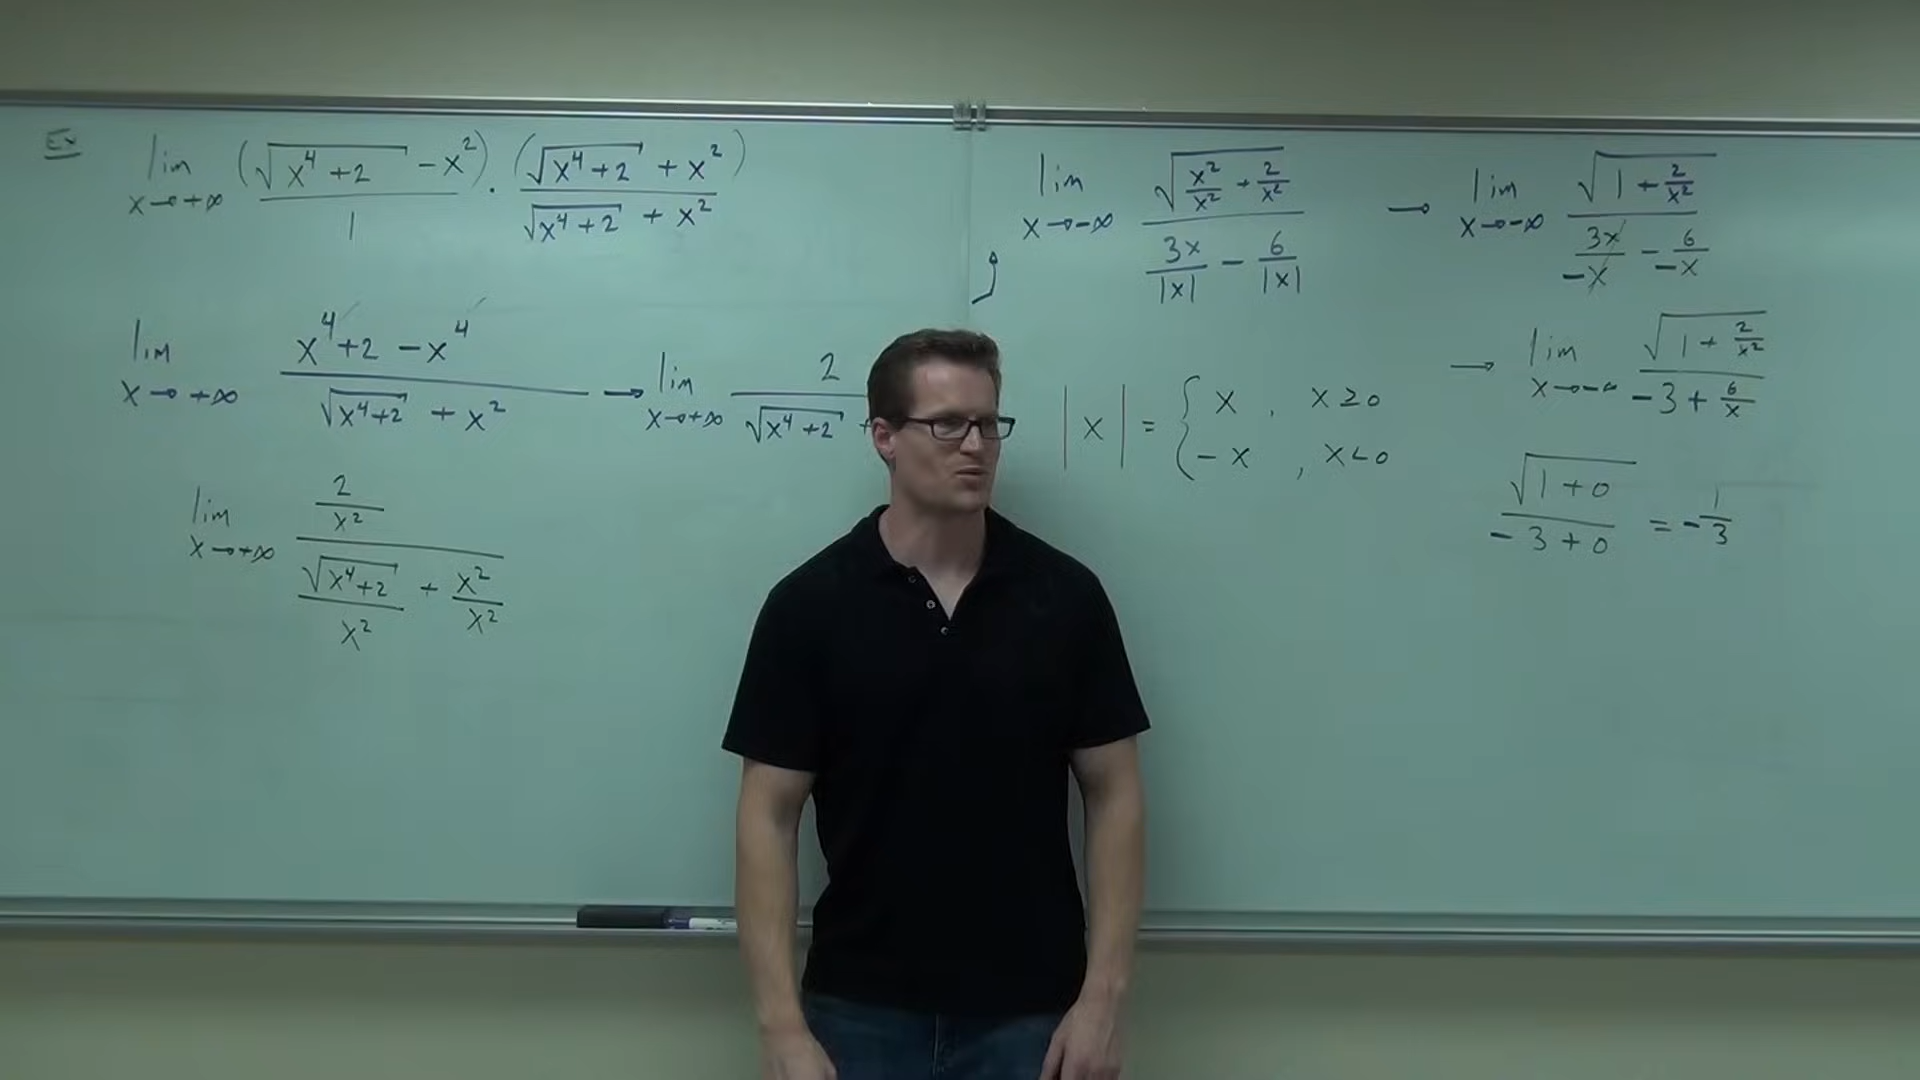 Ex lim x→+∞ (√(x⁴+2) - x²)/1 · (√(x⁴+2) + x²)/(√(x⁴+2) + x²)
lim x→+∞ (x⁴+2 - x⁴)/(√(x⁴+2) + x²) → lim x→+∞ 2/(√(x⁴+2) +
lim x→+∞ (2/x²)/(√(x⁴+2)/x² + x²/x²)
lim x→-∞ √(x²/x² + 2/x²)/(3x/|x| - 6/|x|) → lim x→-∞ √(1 + 2/x²)/(3x/-x - 6/-x)
→ lim x→-∞ √(1 + 2/x²)/(-3 + 6/x)
|x| = { x , x≥0
-x , x<0
√(1+0)/(-3+0) = -1/3